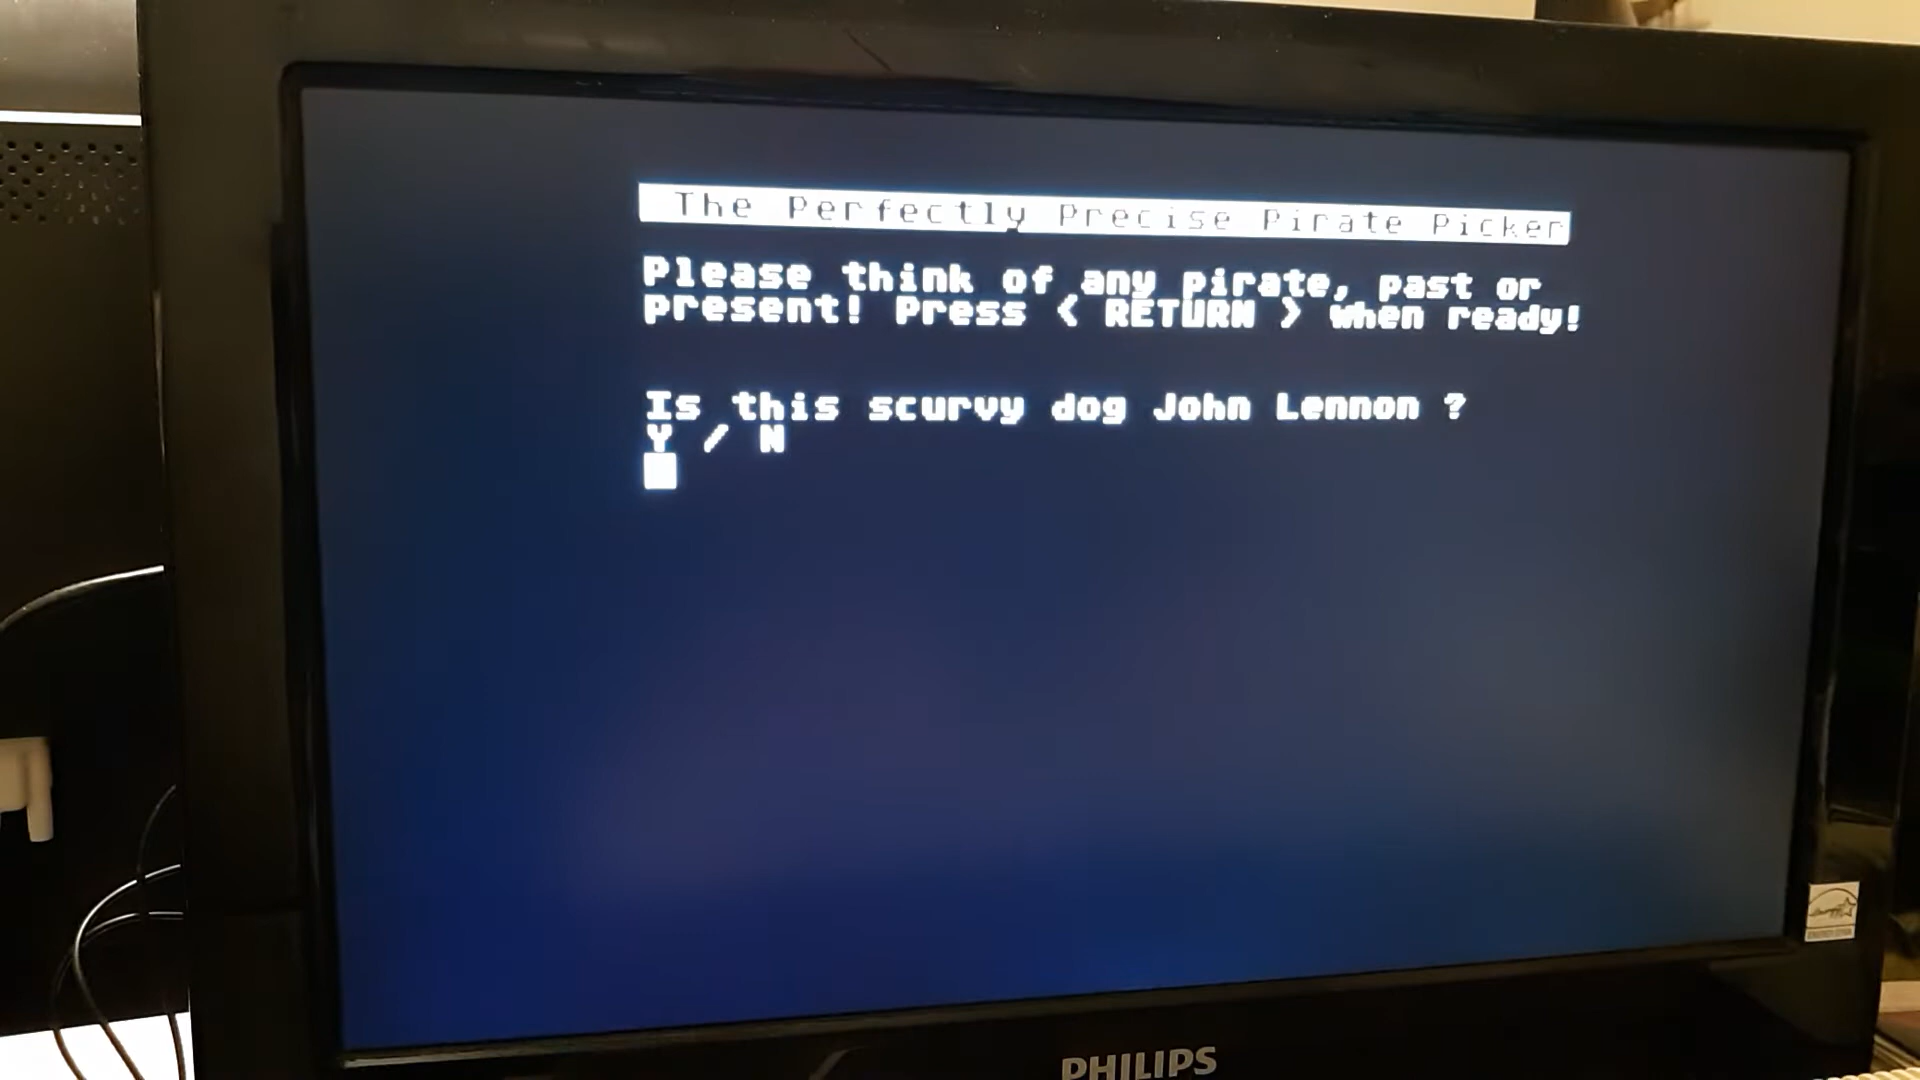 The Perfectly Precise Pirate Picker
Please think of any pirate, past or
present! Press < RETURN > when ready!
Is this scurvy dog John Lennon ?
Y / N
PHILIPS